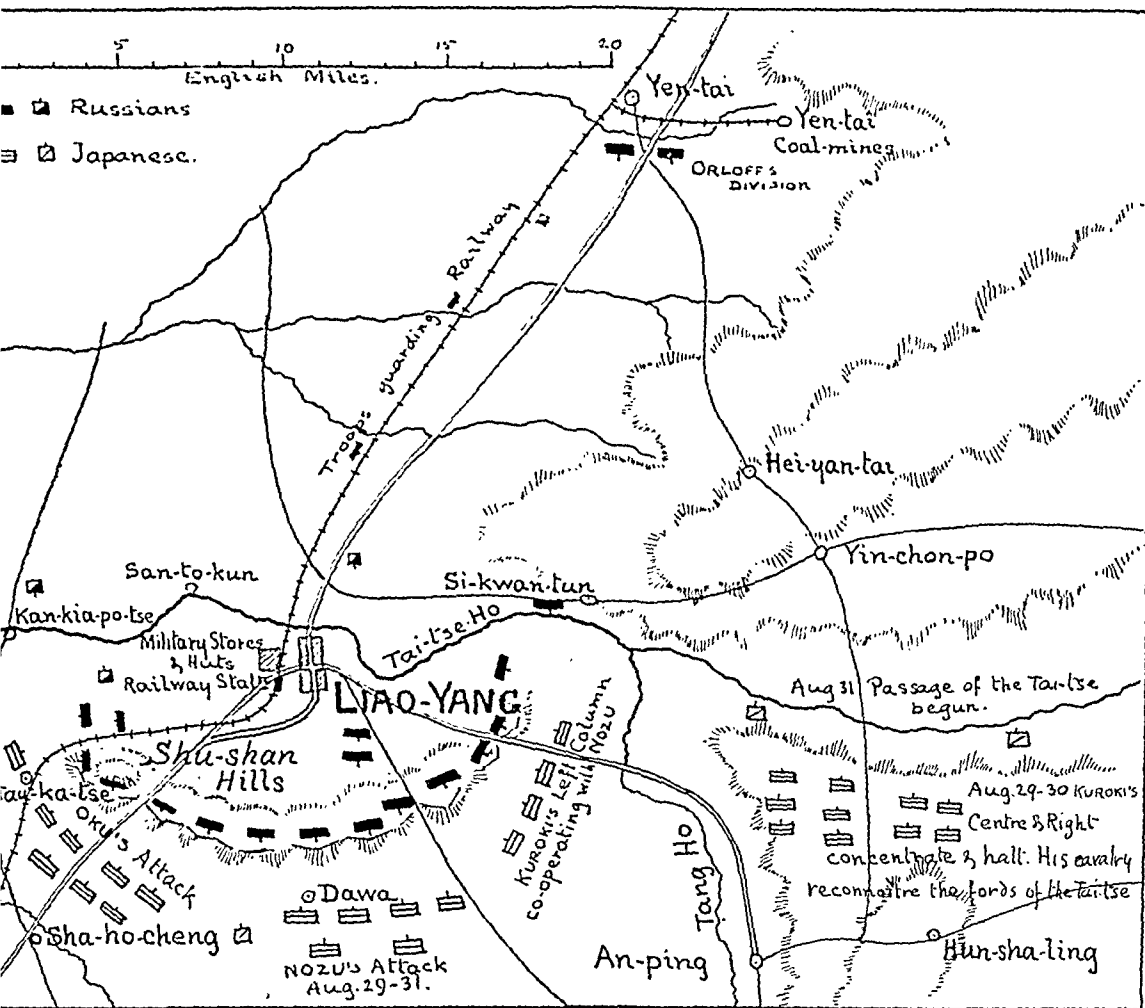 5 10 15 20
English Miles.
Russians
Japanese.
Yen-tai
Yen-tai
Coal-mines
ORLOFF'S
DIVISION
Troops guarding Railway
Hei-yan-tai
Yin-chon-po
San-to-kun
Si-kwan-tun
Kan-kia-po-tse
Tai-tse-Ho
Military Stores
& Huts
Railway Statn
LIAO-YANG
Aug 31 Passage of the Tai-tse
begun.
Shu-shan
Hills
KUROKI'S Left Column
co-operating with NOZU
Aug. 29-30 KUROKI'S
Centre & Right
concentrate & halt. His cavalry
reconnoitre the fords of the Tai-tse
OKU'S Attack
Dawa
Tang Ho
Sha-ho-cheng
NOZU'S Attack
Aug. 29-31.
An-ping
Hun-sha-ling